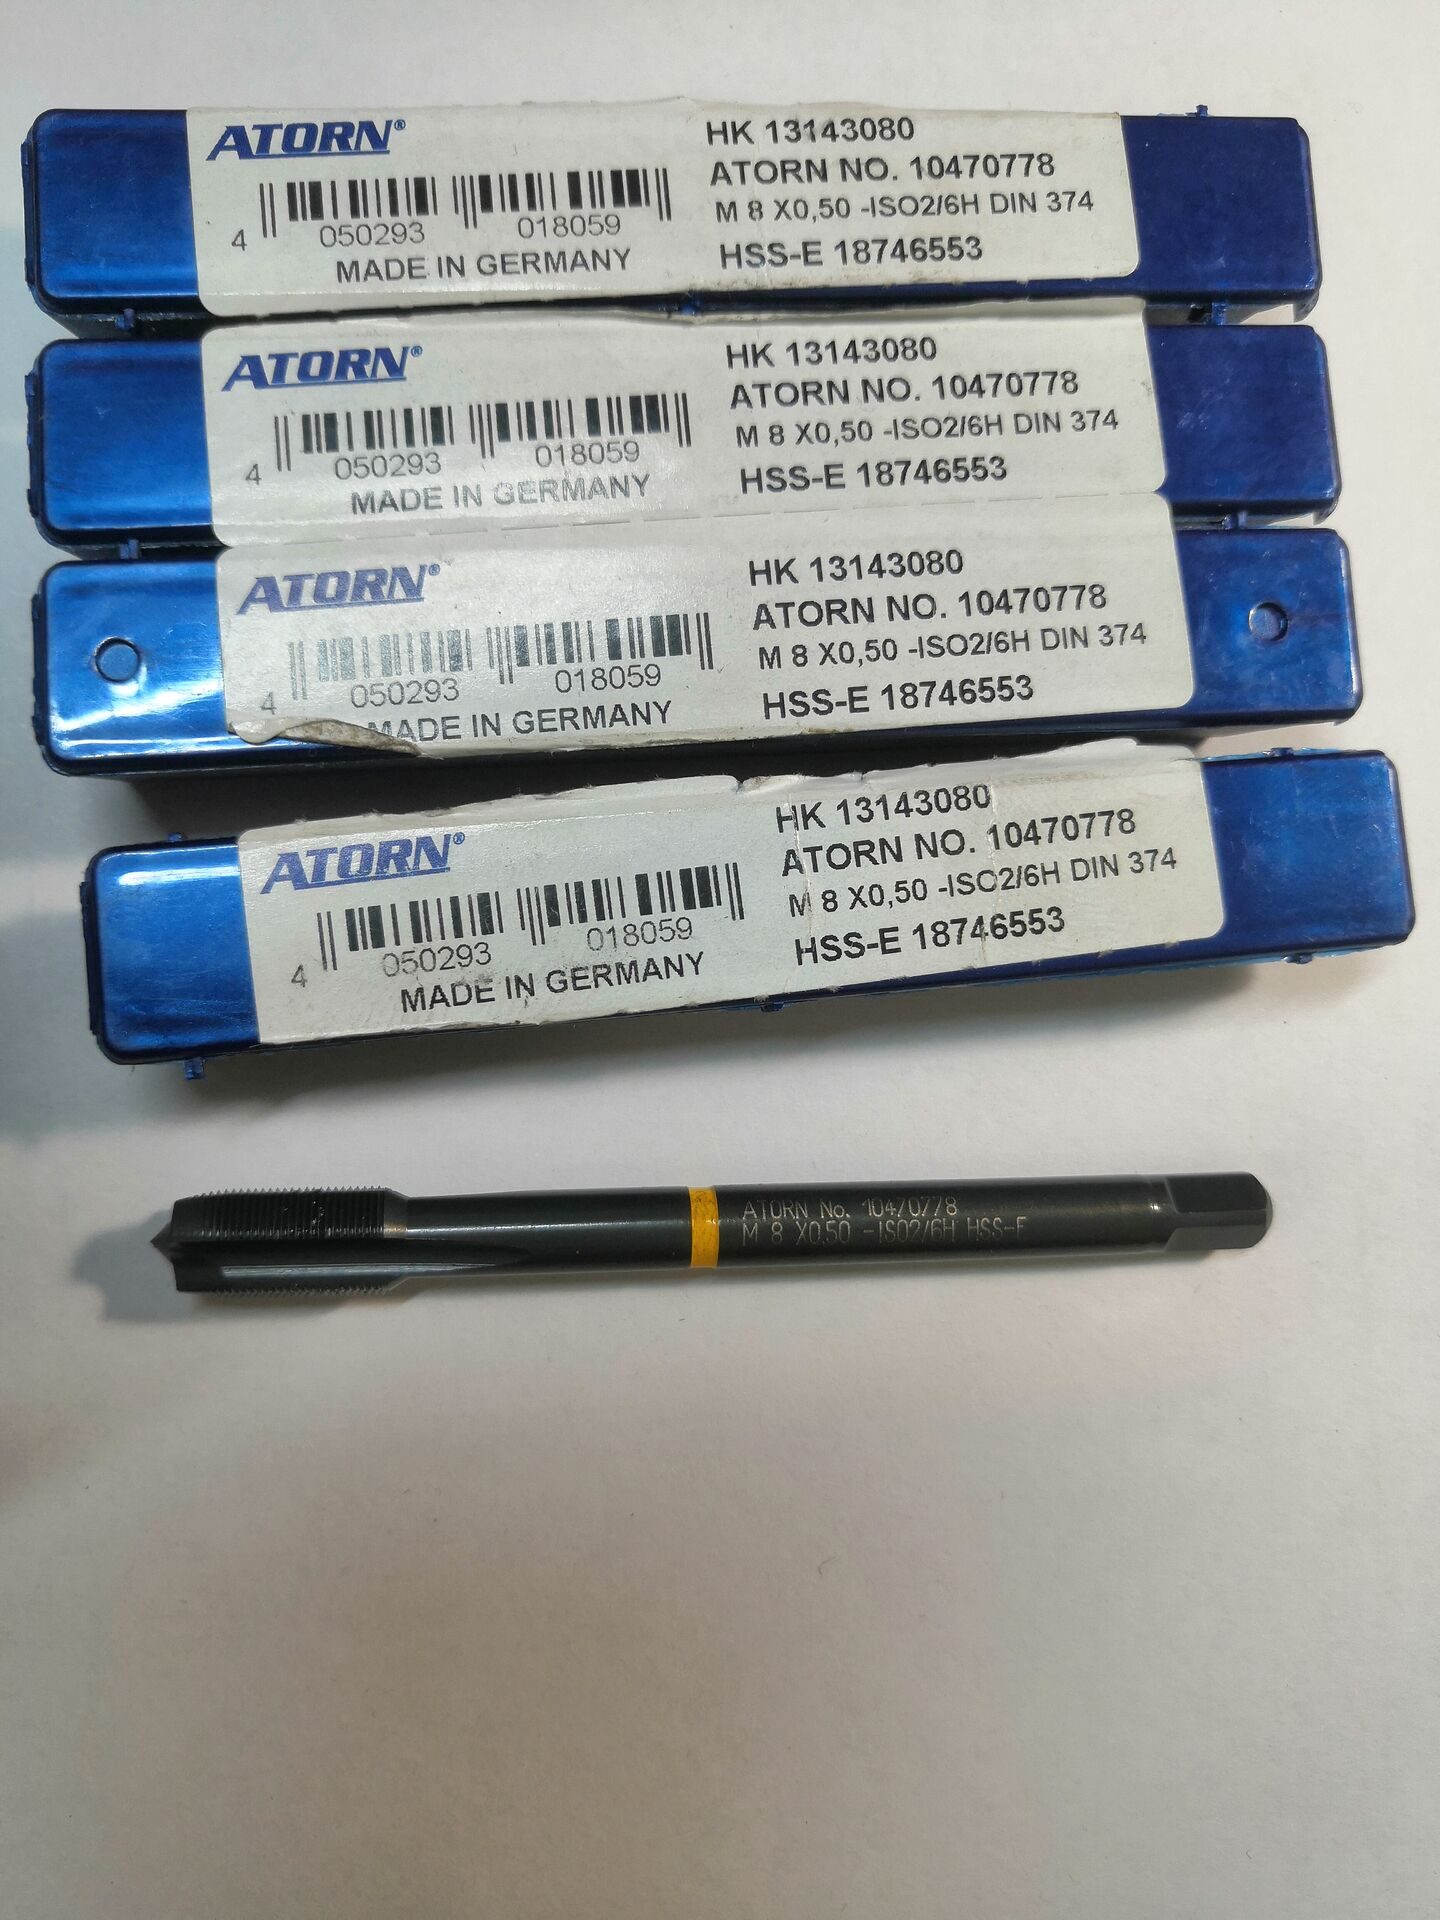 ATORN®
4 050293 018059
MADE IN GERMANY
HK 13143080
ATORN NO. 10470778
M 8 X0,50 -ISO2/6H DIN 374
HSS-E 18746553
ATORN®
4 050293 018059
MADE IN GERMANY
HK 13143080
ATORN NO. 10470778
M 8 X0,50 -ISO2/6H DIN 374
HSS-E 18746553
ATORN®
4 050293 018059
MADE IN GERMANY
HK 13143080
ATORN NO. 10470778
M 8 X0,50 -ISO2/6H DIN 374
HSS-E 18746553
ATORN®
4 050293 018059
MADE IN GERMANY
HK 13143080
ATORN NO. 10470778
M 8 X0,50 -ISO2/6H DIN 374
HSS-E 18746553
ATORN No. 10470778
M 8 X0.50 -ISO2/6H HSS-E